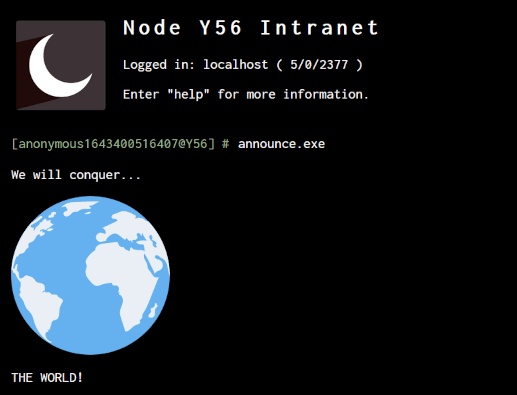 Node Y56 Intranet
Logged in: localhost ( 5/0/2377 )
Enter "help" for more information.
[anonymous1643400516407@Y56] # announce.exe
We will conquer...
THE WORLD!